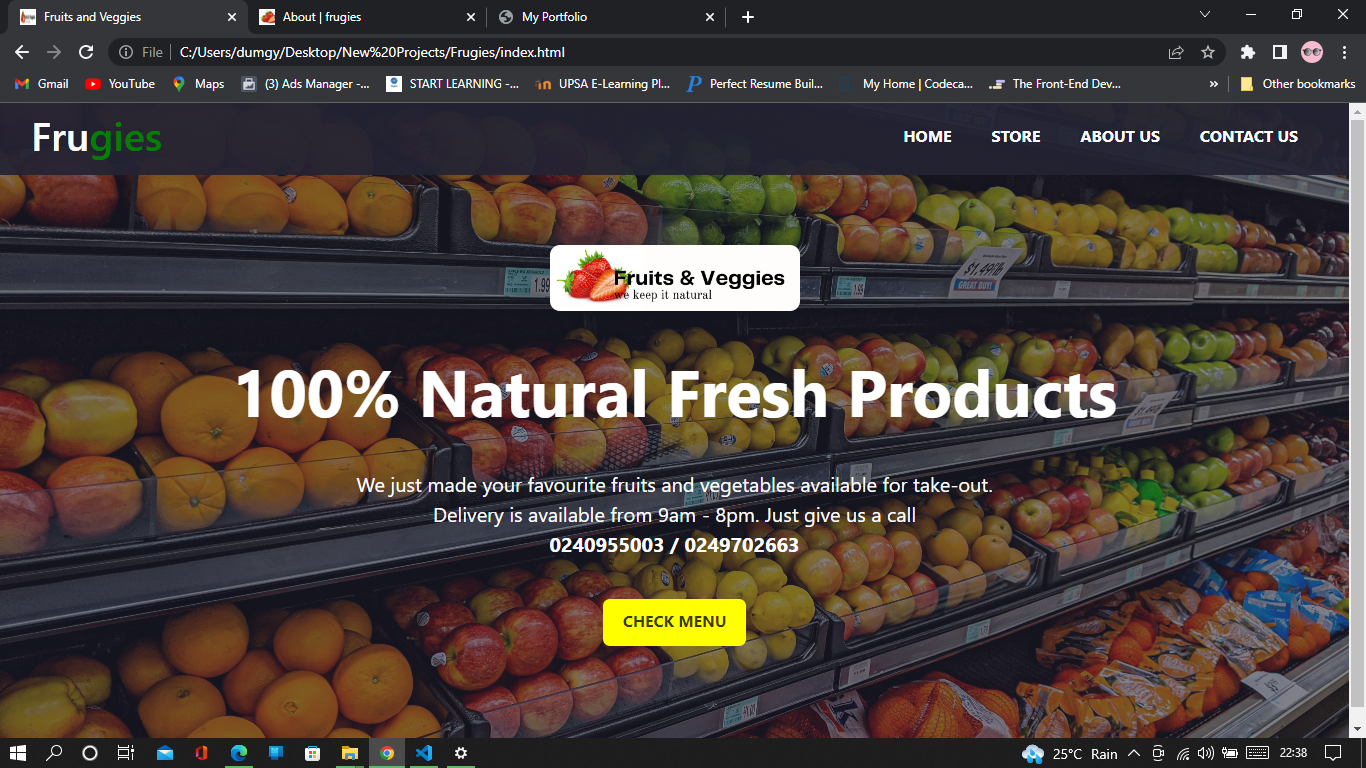 Fruits and Veggies
About | frugies
My Portfolio
File
C:/Users/dumgy/Desktop/New%20Projects/Frugies/index.html
Gmail
YouTube
Maps
(3) Ads Manager -...
START LEARNING -...
UPSA E-Learning Pl...
Perfect Resume Buil...
My Home | Codeca...
The Front-End Dev...
»
Other bookmarks
Frugies
HOME
STORE
ABOUT US
CONTACT US
Fruits & Veggies
we keep it natural
$1.49lb
GREAT BUY!
1.99
100% Natural Fresh Products
We just made your favourite fruits and vegetables available for take-out.
Delivery is available from 9am - 8pm. Just give us a call
0240955003 / 0249702663
CHECK MENU
25°C Rain
22:38